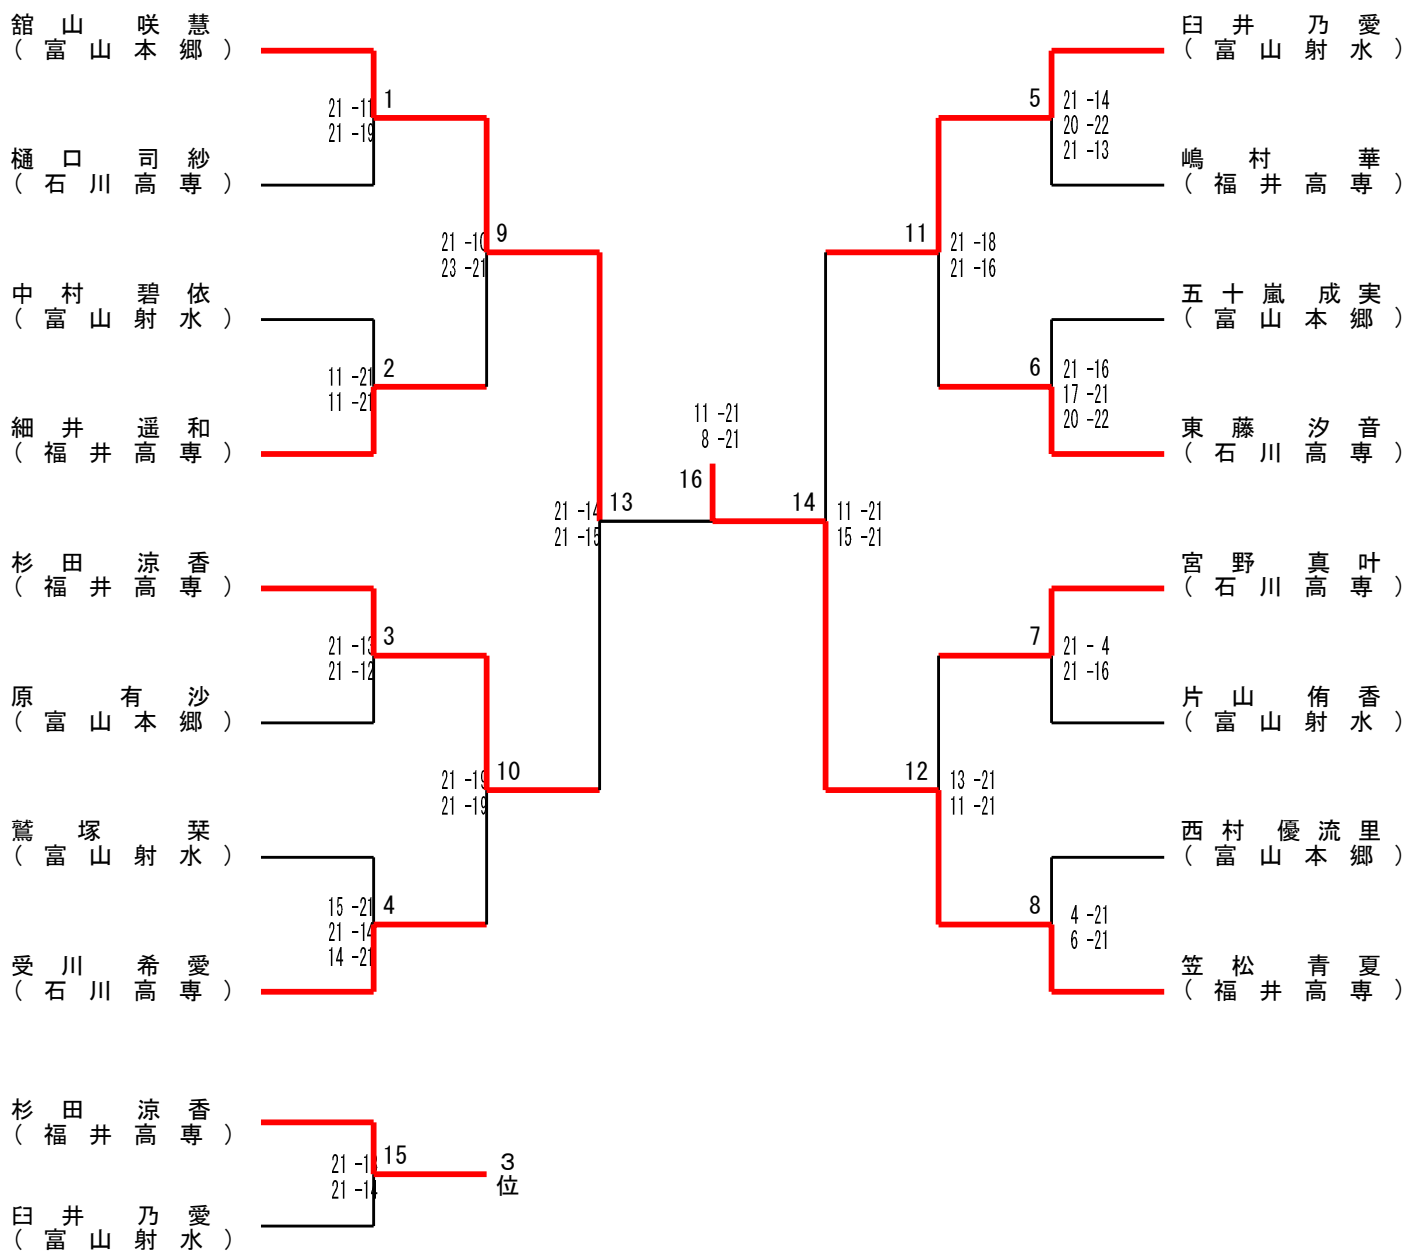 舘山 咲慧
(富山本郷)
1
21 -11
21 -19
樋口 司紗
(石川高専)
9
21 -10
23 -21
中村 碧依
(富山射水)
2
11 -21
11 -21
細井 遥和
(福井高専)
13
21 -14
21 -15
杉田 涼香
(福井高専)
3
21 -13
21 -12
原 有沙
(富山本郷)
10
21 -19
21 -19
鷲塚 栞
(富山射水)
4
15 -21
21 -14
14 -21
受川 希愛
(石川高専)
11 -21
8 -21
16
臼井 乃愛
(富山射水)
5
21 -14
20 -22
21 -13
嶋村 華
(福井高専)
11
21 -18
21 -16
五十嵐 成実
(富山本郷)
6
21 -16
17 -21
20 -22
東藤 汐音
(石川高専)
14
11 -21
15 -21
宮野 真叶
(石川高専)
7
21 - 4
21 -16
片山 侑香
(富山射水)
12
13 -21
11 -21
西村 優流里
(富山本郷)
8
4 -21
6 -21
笠松 青夏
(福井高専)
杉田 涼香
(福井高専)
15
21 -14
3位
臼井 乃愛
(富山射水)